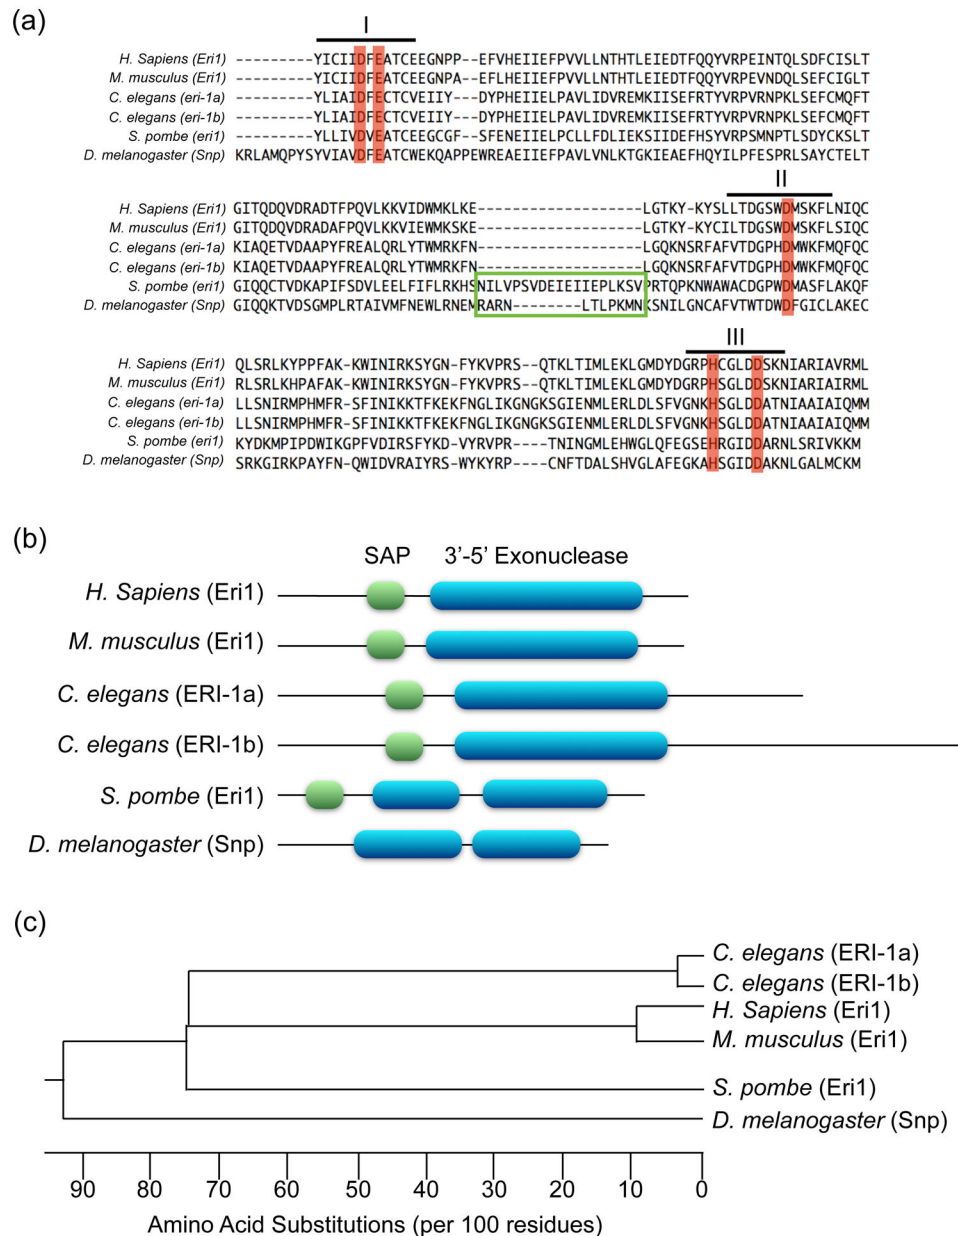 (a)
I
H. Sapiens (Eri1) ----------YICIIDFEATCEEGNPP--EFVHEIIEFPVVLLNTHTLEIEDTFQQYVRPEINTQLSDFCISLT
M. musculus (Eri1) ----------YICIIDFEATCEEGNPA--EFVHEIIEFPVVLLNTHTLEIEDTFQQYVRPEVNDQLSEFCIGLT
C. elegans (eri-1a) ----------YLIAIDFECTCVEIIY---DYPHEIIELPAVLIDVREMKIISEFRTYVRPVRNPKLSEFCMQFT
C. elegans (eri-1b) ----------YLIAIDFECTCVEIIY---DYPHEIIELPAVLIDVREMKIISEFRTYVRPVRNPKLSEFCMQFT
S. pombe (eri1) ----------YLLIVDVEATCEEGCGF--SFENEIIELPCLLFDLIEKSIIDEFHSYVRPSMNPTLSDYCKSLT
D. melanogaster (Snp) KRLAMQPYSYVIAVDFEATCWEKQAPPEWREAEIIEFPAVLVNLKTGKIEAEFHQYILPFESPRLSAYCTELT
II
H. Sapiens (Eri1) GITQDQVDRADTFPQVLKKVIDWMKLKE--------------------LGTKY-KYSLLTDGSWDMSKFLNIQC
M. musculus (Eri1) GITQDAVDRADAFPQVLKKVIEWMKSKE--------------------LGTKY-KYCILTDGSWDMSKFLSIQC
C. elegans (eri-1a) KIAQETVDAAPYFREALQRLYTWMRKFN--------------------LGQKNSRFAFVTDGPHDMWKFMQFQC
C. elegans (eri-1b) KIAQETVDAAPYFREALQRLYTWMRKFN--------------------LGQKNSRFAFVTDGPHDMWKFMQFQC
S. pombe (eri1) GIQQCTVDKAPIFSDVLEELFIFLRKHSNILVPSVDEIEIIEPLKSVPRTQPKNWAWACDGPWDMASFLAKQF
D. melanogaster (Snp) GIQQKTVDSGMPLRTAIVMFNEWLRNEMRARN--------LTLPKMNKSNILGNCAFVTWTDWDFGICLAKEC
III
H. Sapiens (Eri1) QLSRLKYPPFAK-KWINIRKSYGN-FYKVPRS--QTKLTIMLEKLGMDYDGRPHCGLDDSKNIARIAVRML
M. musculus (Eri1) RLSRLKHPAFAK-KWINIRKSYGN-FYKVPRS--QTKLTIMLEKLGMDYDGRPHSGLDDSKNIARIAIRML
C. elegans (eri-1a) LLSNIRMPHMFR-SFINIKKTFKEKFNGLIKGNGKSGIENMLERLDLSFVGNKHSGLDDATNIAAIAIQMM
C. elegans (eri-1b) LLSNIRMPHMFR-SFINIKKTFKEKFNGLIKGNGKSGIENMLERLDLSFVGNKHSGLDDATNIAAIAIQMM
S. pombe (eri1) KYDKMPIPDWIKGPFVDIRSFYKD-VYRVPR----TNINGMLEHWGLQFEGSEHRGIDDARNLSRIVKKM
D. melanogaster (Snp) SRKGIRKPAYFN-QWIDVRAIYRS-WYKYRP----CNFTDALSHVGLAFEGKAHSGIDDAKNLGALMCKM
(b)
SAP 3'-5' Exonuclease
H. Sapiens (Eri1)
M. musculus (Eri1)
C. elegans (ERI-1a)
C. elegans (ERI-1b)
S. pombe (Eri1)
D. melanogaster (Snp)
(c)
C. elegans (ERI-1a)
C. elegans (ERI-1b)
H. Sapiens (Eri1)
M. musculus (Eri1)
S. pombe (Eri1)
D. melanogaster (Snp)
90 80 70 60 50 40 30 20 10 0
Amino Acid Substitutions (per 100 residues)